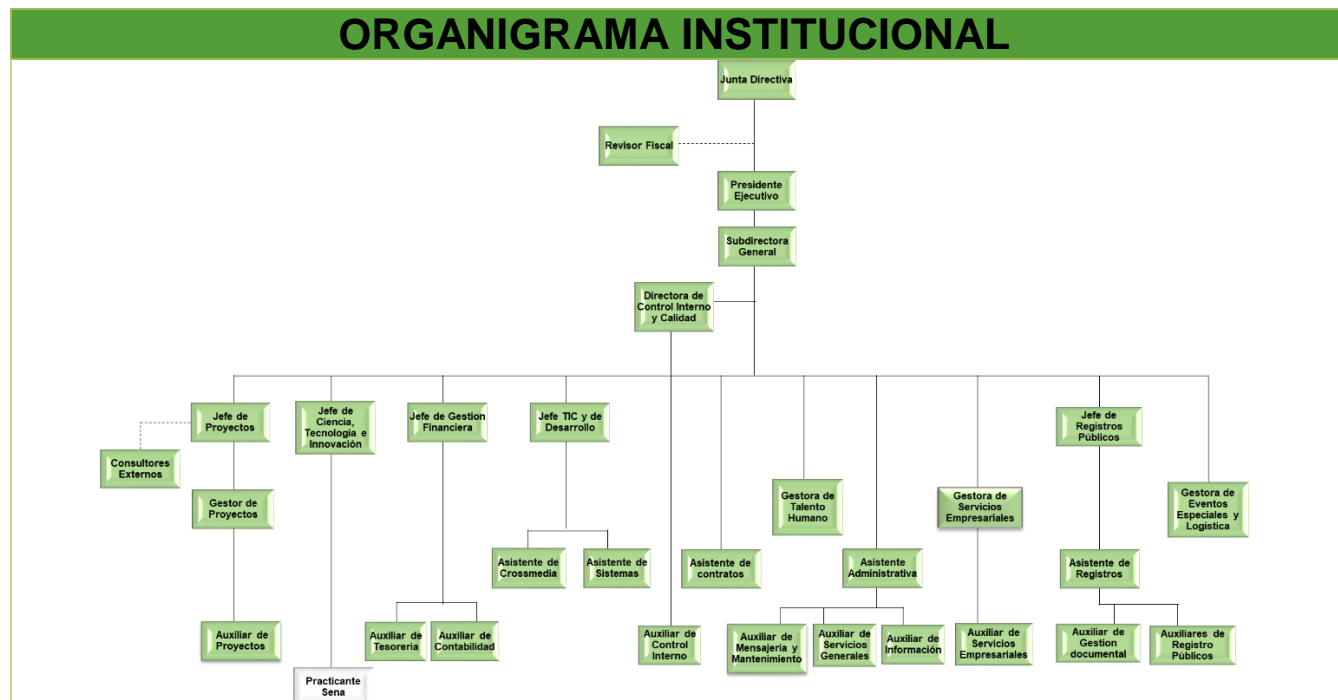 ORGANIGRAMA INSTITUCIONAL
Junta Directiva
Revisor Fiscal
Presidente
Ejecutivo
Subdirectora
General
Directora de
Control Interno
y Calidad
Jefe de
Proyectos
Jefe de
Ciencia,
Tecnología e
Innovación
Jefe de Gestion
Financiera
Jefe TIC y de
Desarrollo
Jefe de
Registros
Públicos
Consultores
Externos
Gestor de
Proyectos
Gestora de
Talento
Humano
Gestora de
Servicios
Empresariales
Gestora de
Eventos
Especiales y
Logistica
Asistente de
Crossmedia
Asistente de
Sistemas
Asistente de
contratos
Asistente
Administrativa
Asistente de
Registros
Auxiliar de
Proyectos
Auxiliar de
Tesoreria
Auxiliar de
Contabilidad
Auxiliar de
Control
Interno
Auxiliar de
Mensajería y
Mantenimiento
Auxiliar de
Servicios
Generales
Auxiliar de
Información
Auxiliar de
Servicios
Empresariales
Auxiliar de
Gestion
documental
Auxiliares de
Registro
Públicos
Practicante
Sena